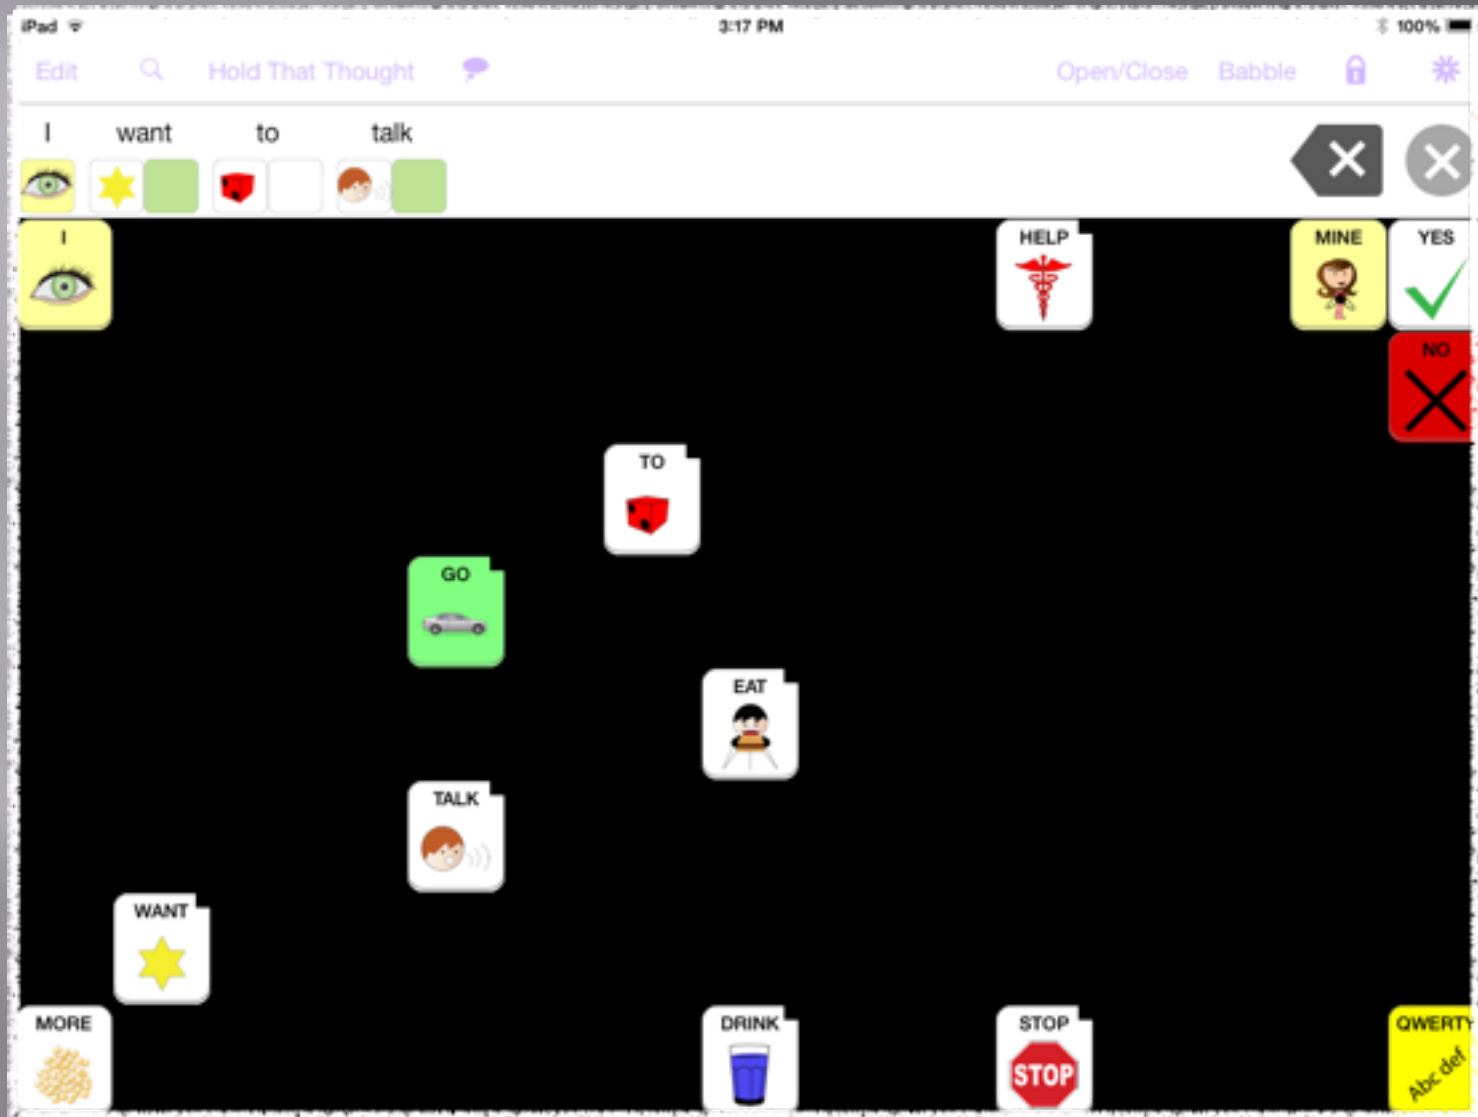 iPad 3:17 PM 100%
Edit Hold That Thought Open/Close Babble
I want to talk
I HELP MINE YES
NO
TO
GO
EAT
TALK
WANT
MORE DRINK STOP QWERTY
STOP
Abc def